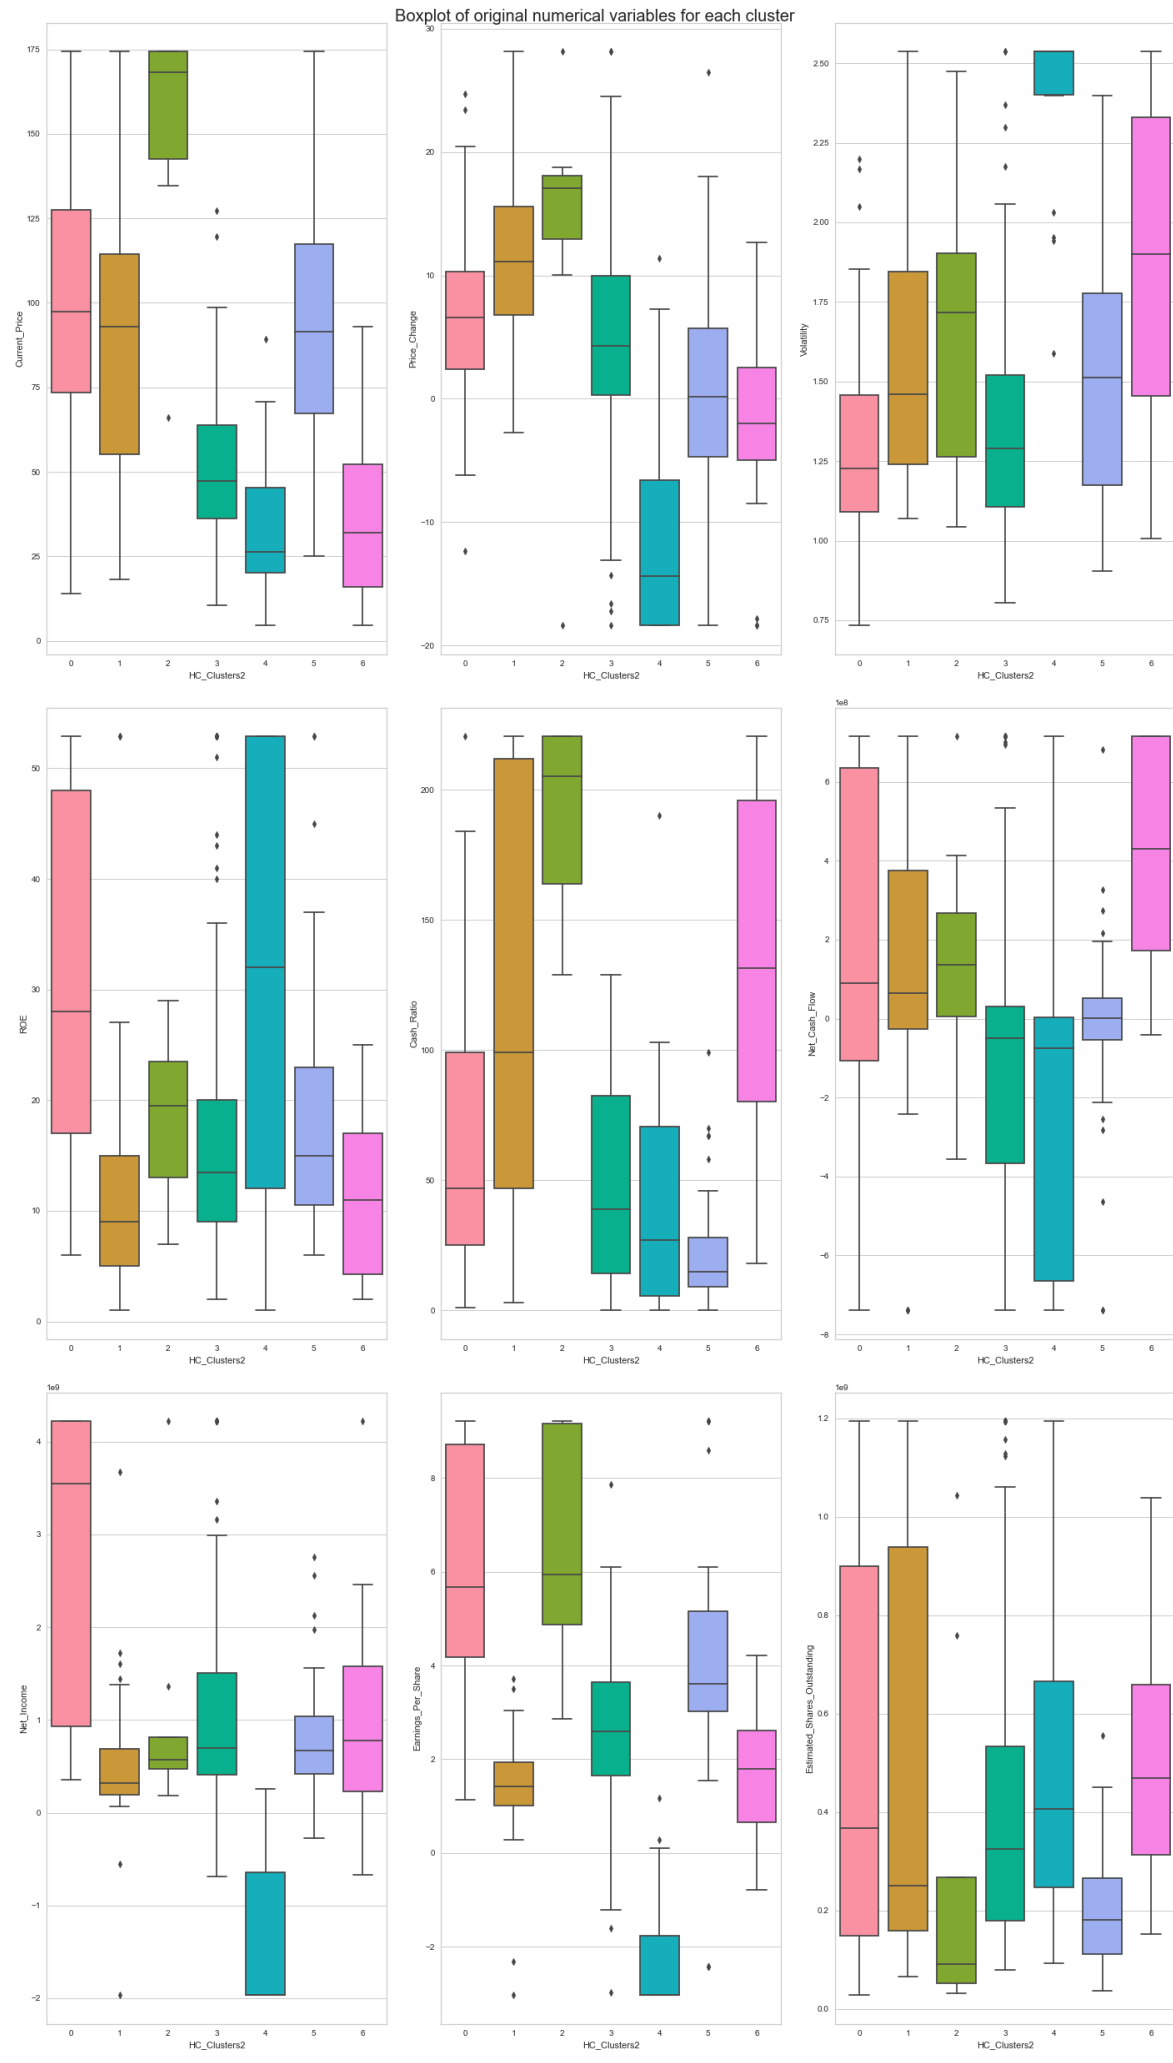 Boxplot of original numerical variables for each cluster
Current_Price
175
150
125
100
75
50
25
0
0 1 2 3 4 5 6
HC_Clusters2
Price_Change
30
20
10
0
−10
−20
0 1 2 3 4 5 6
HC_Clusters2
Volatility
2.50
2.25
2.00
1.75
1.50
1.25
1.00
0.75
0 1 2 3 4 5 6
HC_Clusters2
ROE
50
40
30
20
10
0
0 1 2 3 4 5 6
HC_Clusters2
Cash_Ratio
200
150
100
50
0
0 1 2 3 4 5 6
HC_Clusters2
1e8
Net_Cash_Flow
6
4
2
0
−2
−4
−6
−8
0 1 2 3 4 5 6
HC_Clusters2
1e9
Net_Income
4
3
2
1
0
−1
−2
0 1 2 3 4 5 6
HC_Clusters2
Earnings_Per_Share
8
6
4
2
0
−2
0 1 2 3 4 5 6
HC_Clusters2
1e9
Estimated_Shares_Outstanding
1.2
1.0
0.8
0.6
0.4
0.2
0.0
0 1 2 3 4 5 6
HC_Clusters2